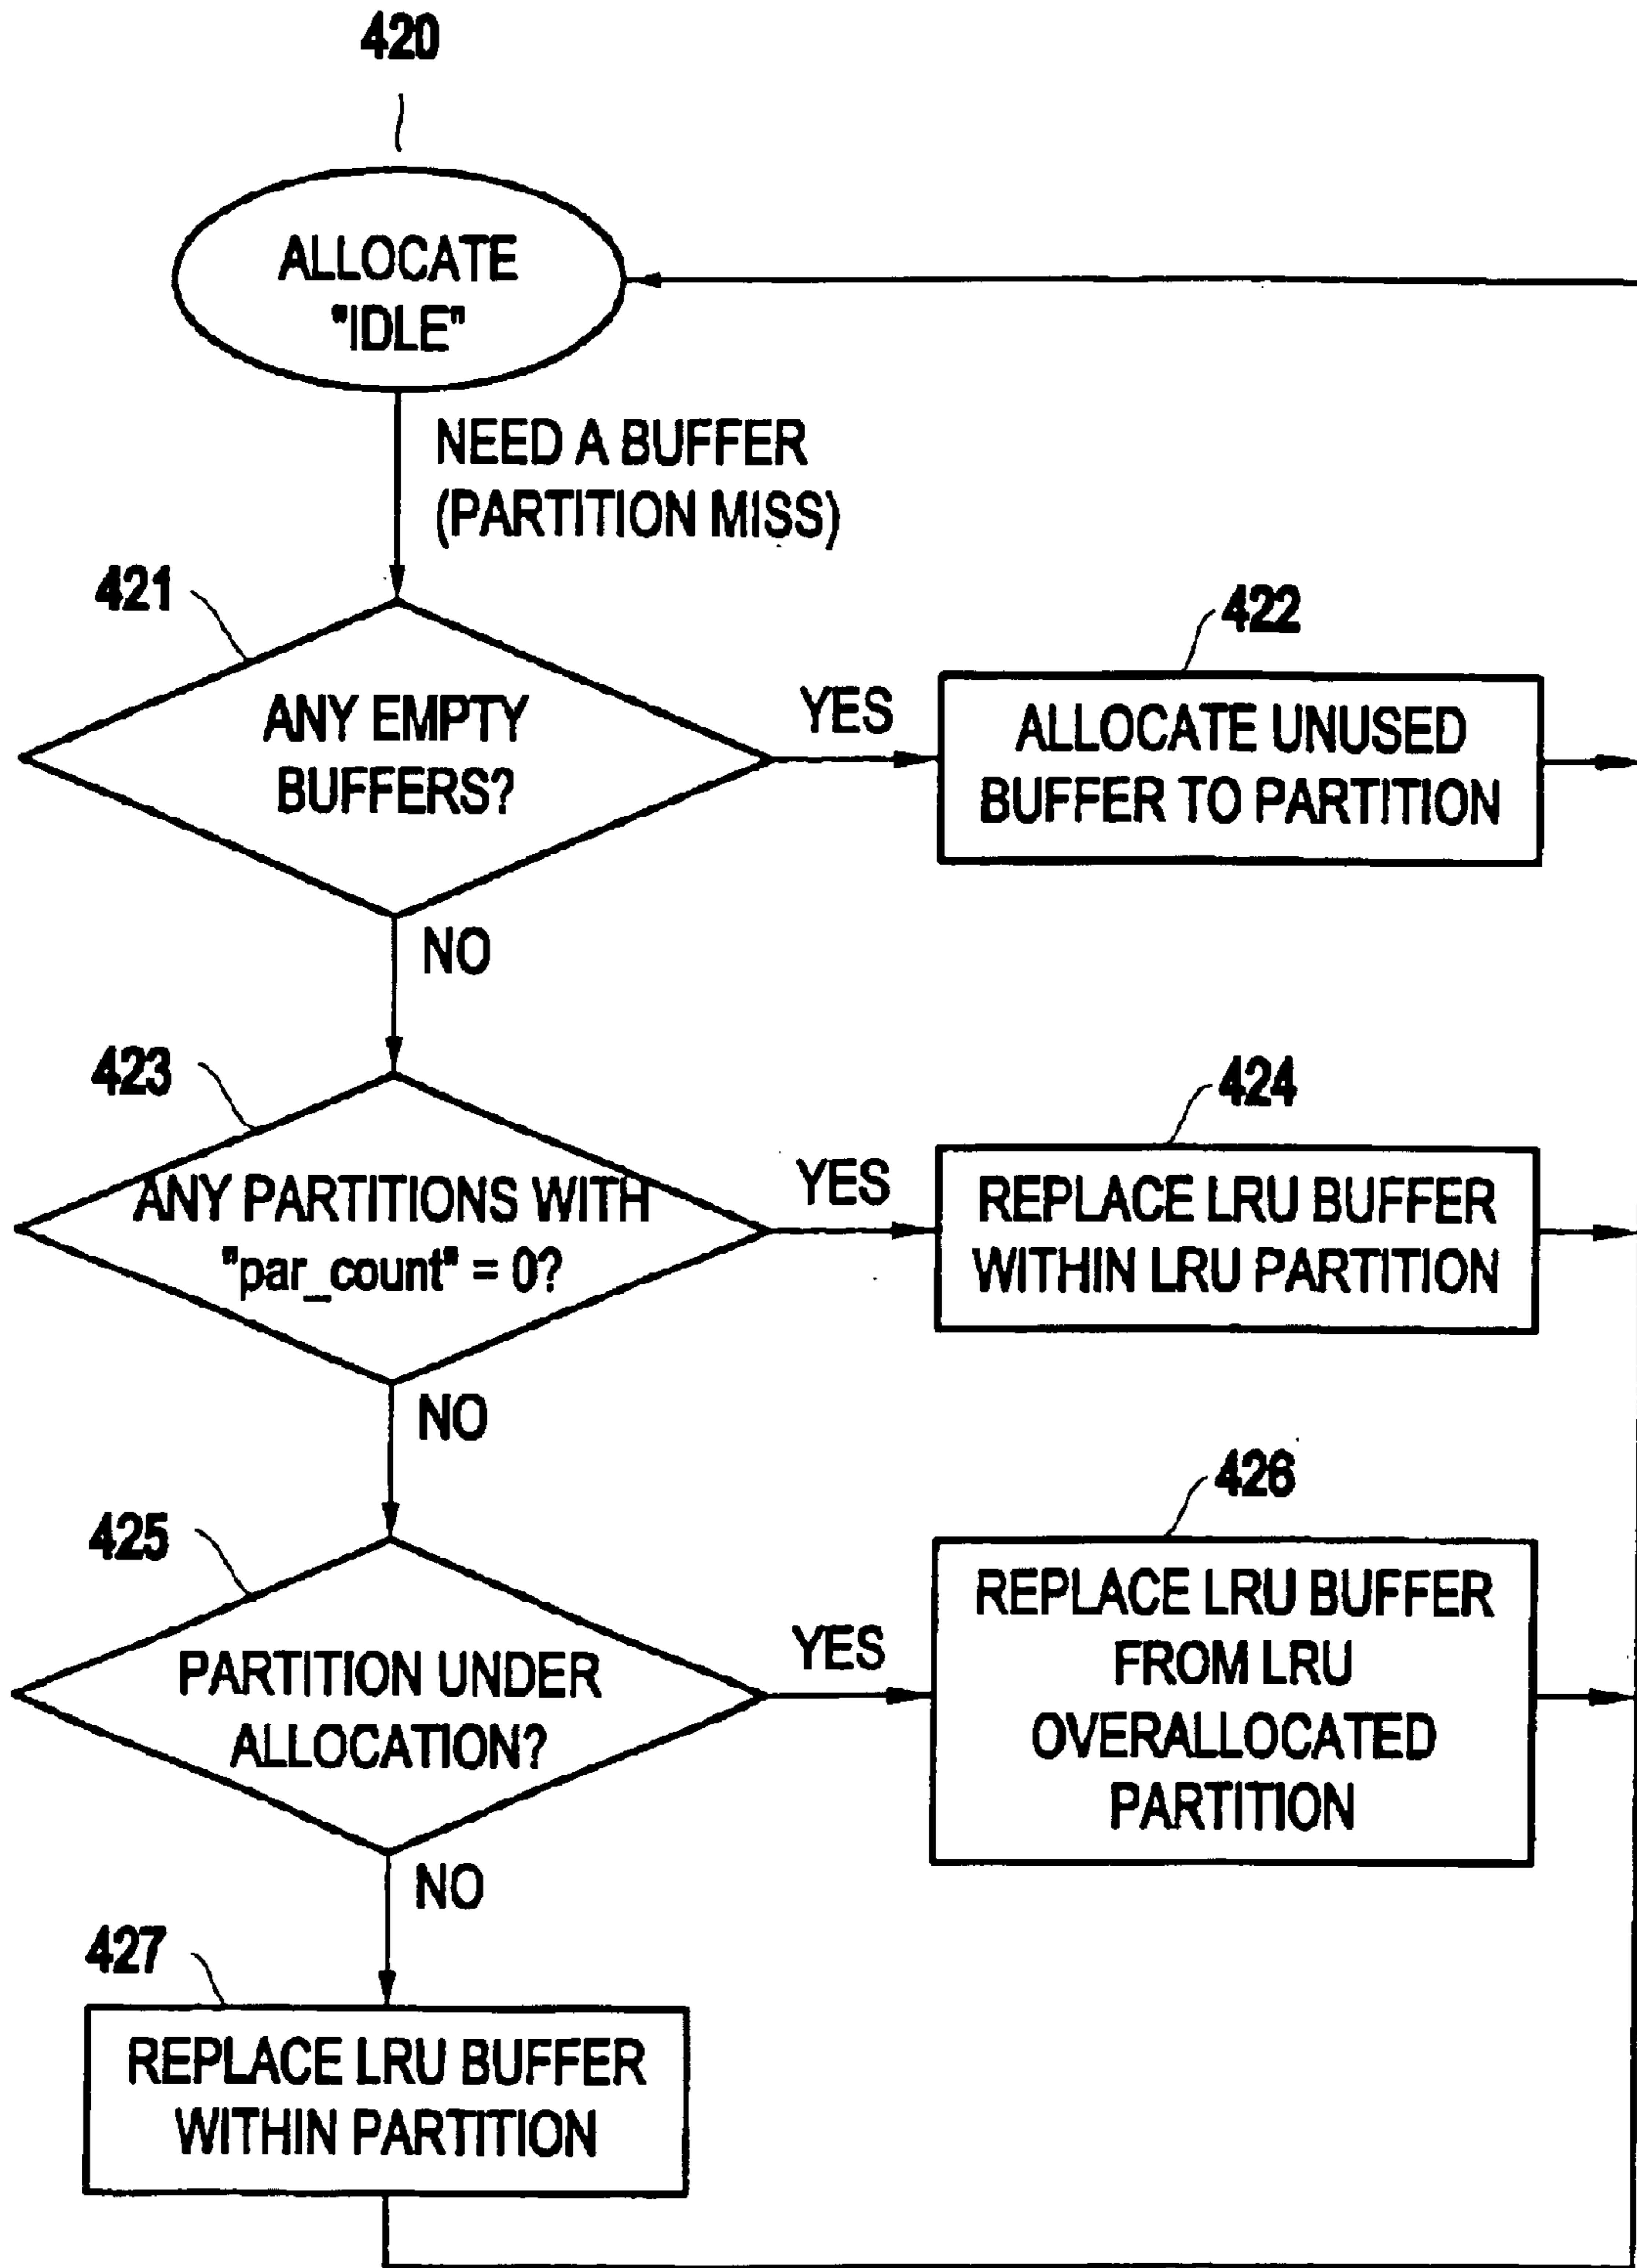 420
ALLOCATE
"IDLE"
NEED A BUFFER
(PARTITION MISS)
421
ANY EMPTY
BUFFERS?
YES
422
ALLOCATE UNUSED
BUFFER TO PARTITION
NO
423
ANY PARTITIONS WITH
"par_count" = 0?
YES
424
REPLACE LRU BUFFER
WITHIN LRU PARTITION
NO
425
PARTITION UNDER
ALLOCATION?
YES
426
REPLACE LRU BUFFER
FROM LRU
OVERALLOCATED
PARTITION
NO
427
REPLACE LRU BUFFER
WITHIN PARTITION